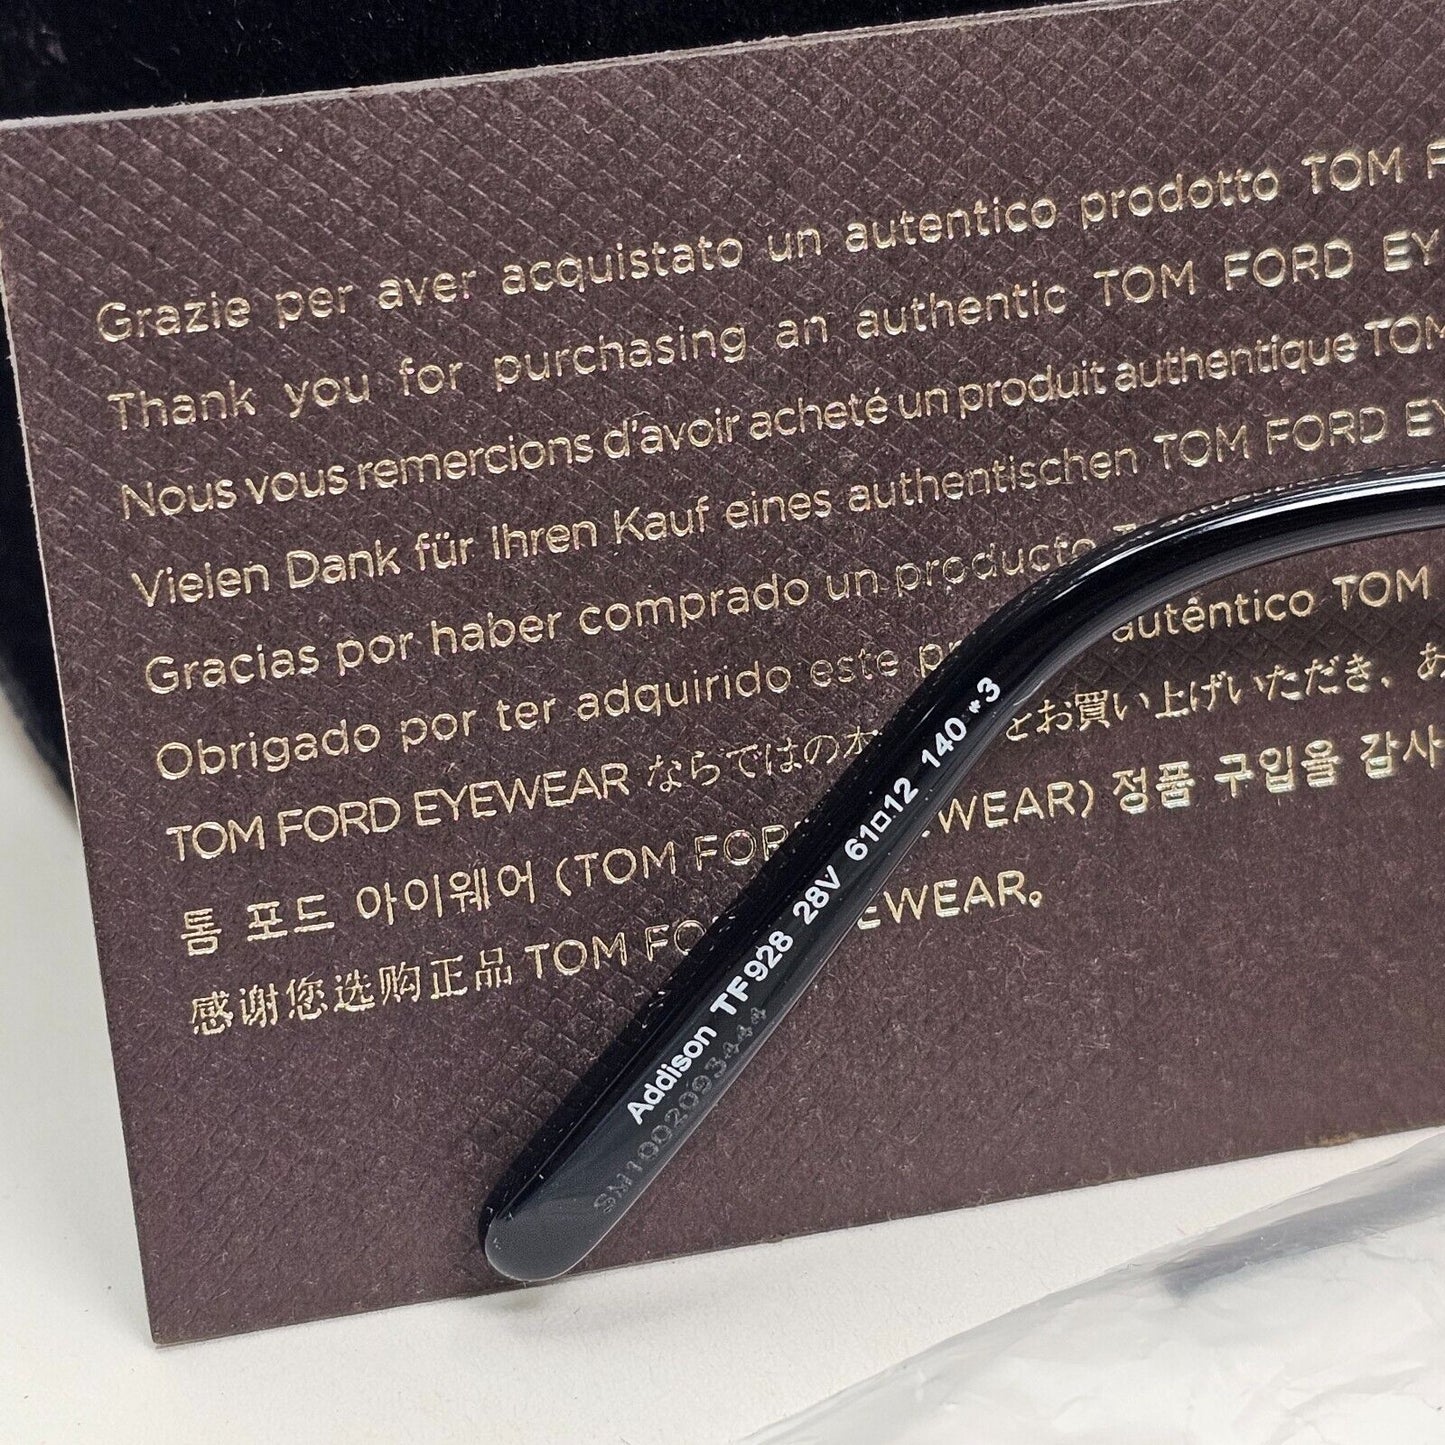 Grazie per aver acquistato un autentico prodotto TOM
Thank you for purchasing an authentic TOM FORD EY
Nous vous remercions d'avoir acheté un produit authentique TOM
Vielen Dank für Ihren Kauf eines authentischen TOM FORD EY
Gracias por haber comprado un producto
Obrigado por ter adquirido este autêntico TOM
TOM FORD EYEWEAR ならではの とお買い上げいただき、あ
톰 포드 아이웨어 (TOM FOR WEAR) 정품 구입을 감사
感谢您选购正品 TOM FO EWEAR。
Addison TF928 28V 61□12 140 *3
SM1002093444